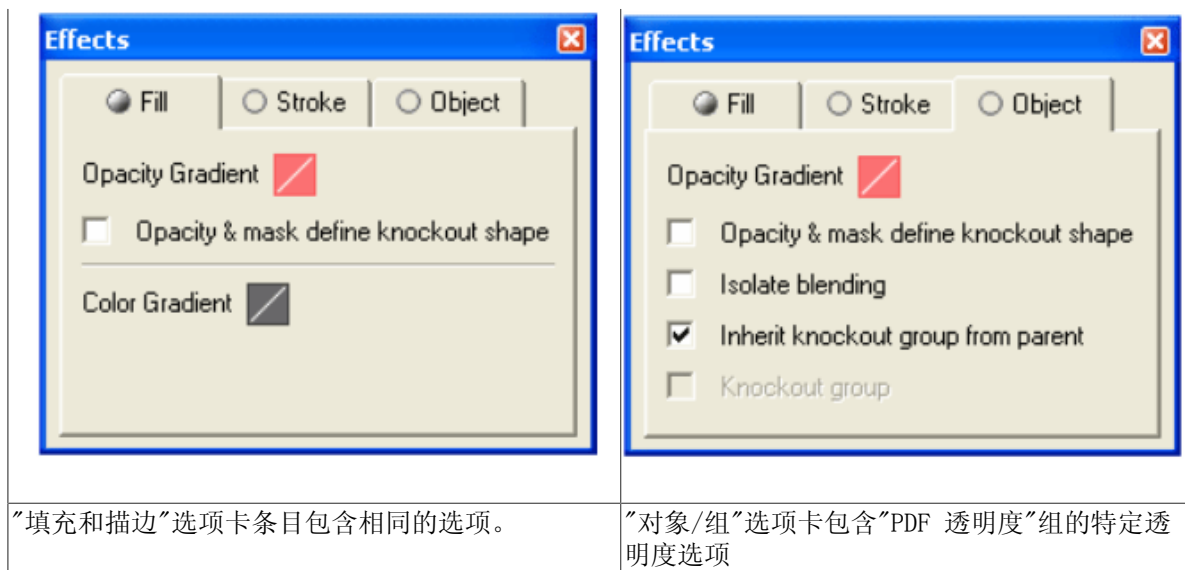 Effects
Fill Stroke Object
Opacity Gradient
Opacity & mask define knockout shape
Color Gradient
Effects
Fill Stroke Object
Opacity Gradient
Opacity & mask define knockout shape
Isolate blending
Inherit knockout group from parent
Knockout group
"填充和描边"选项卡条目包含相同的选项。
"对象/组"选项卡包含"PDF 透明度"组的特定透
明度选项